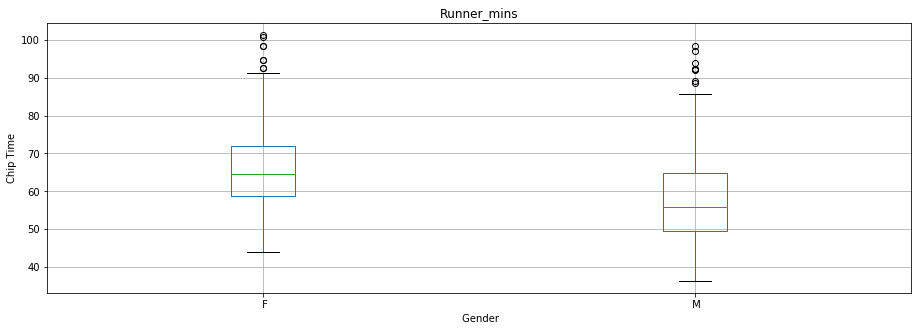 Runner_mins
Chip Time
100
90
80
70
60
50
40
F
M
Gender